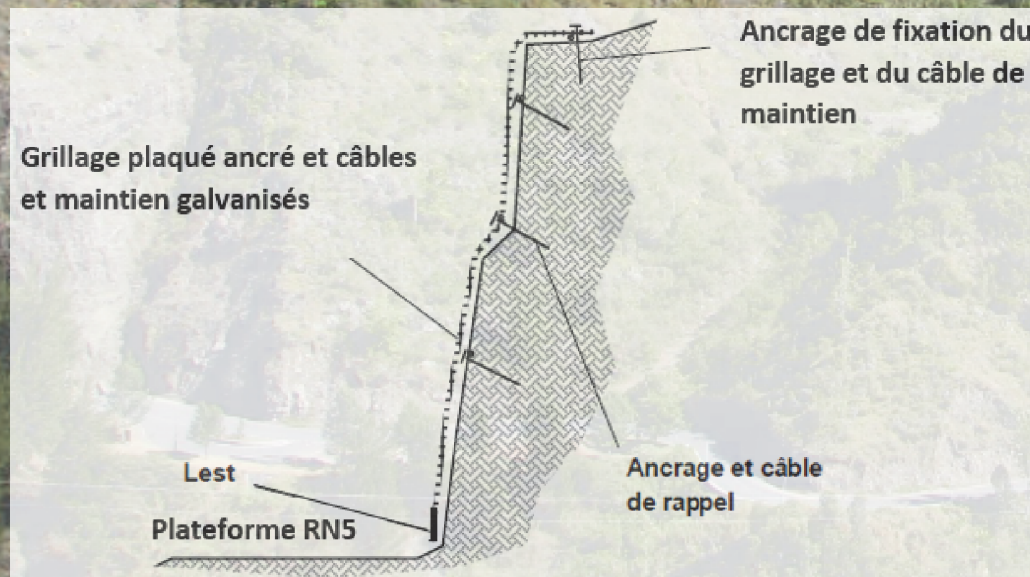 Ancrage de fixation du
grillage et du câble de
maintien
Grillage plaqué ancré et câbles
et maintien galvanisés
Lest
Plateforme RN5
Ancrage et câble
de rappel